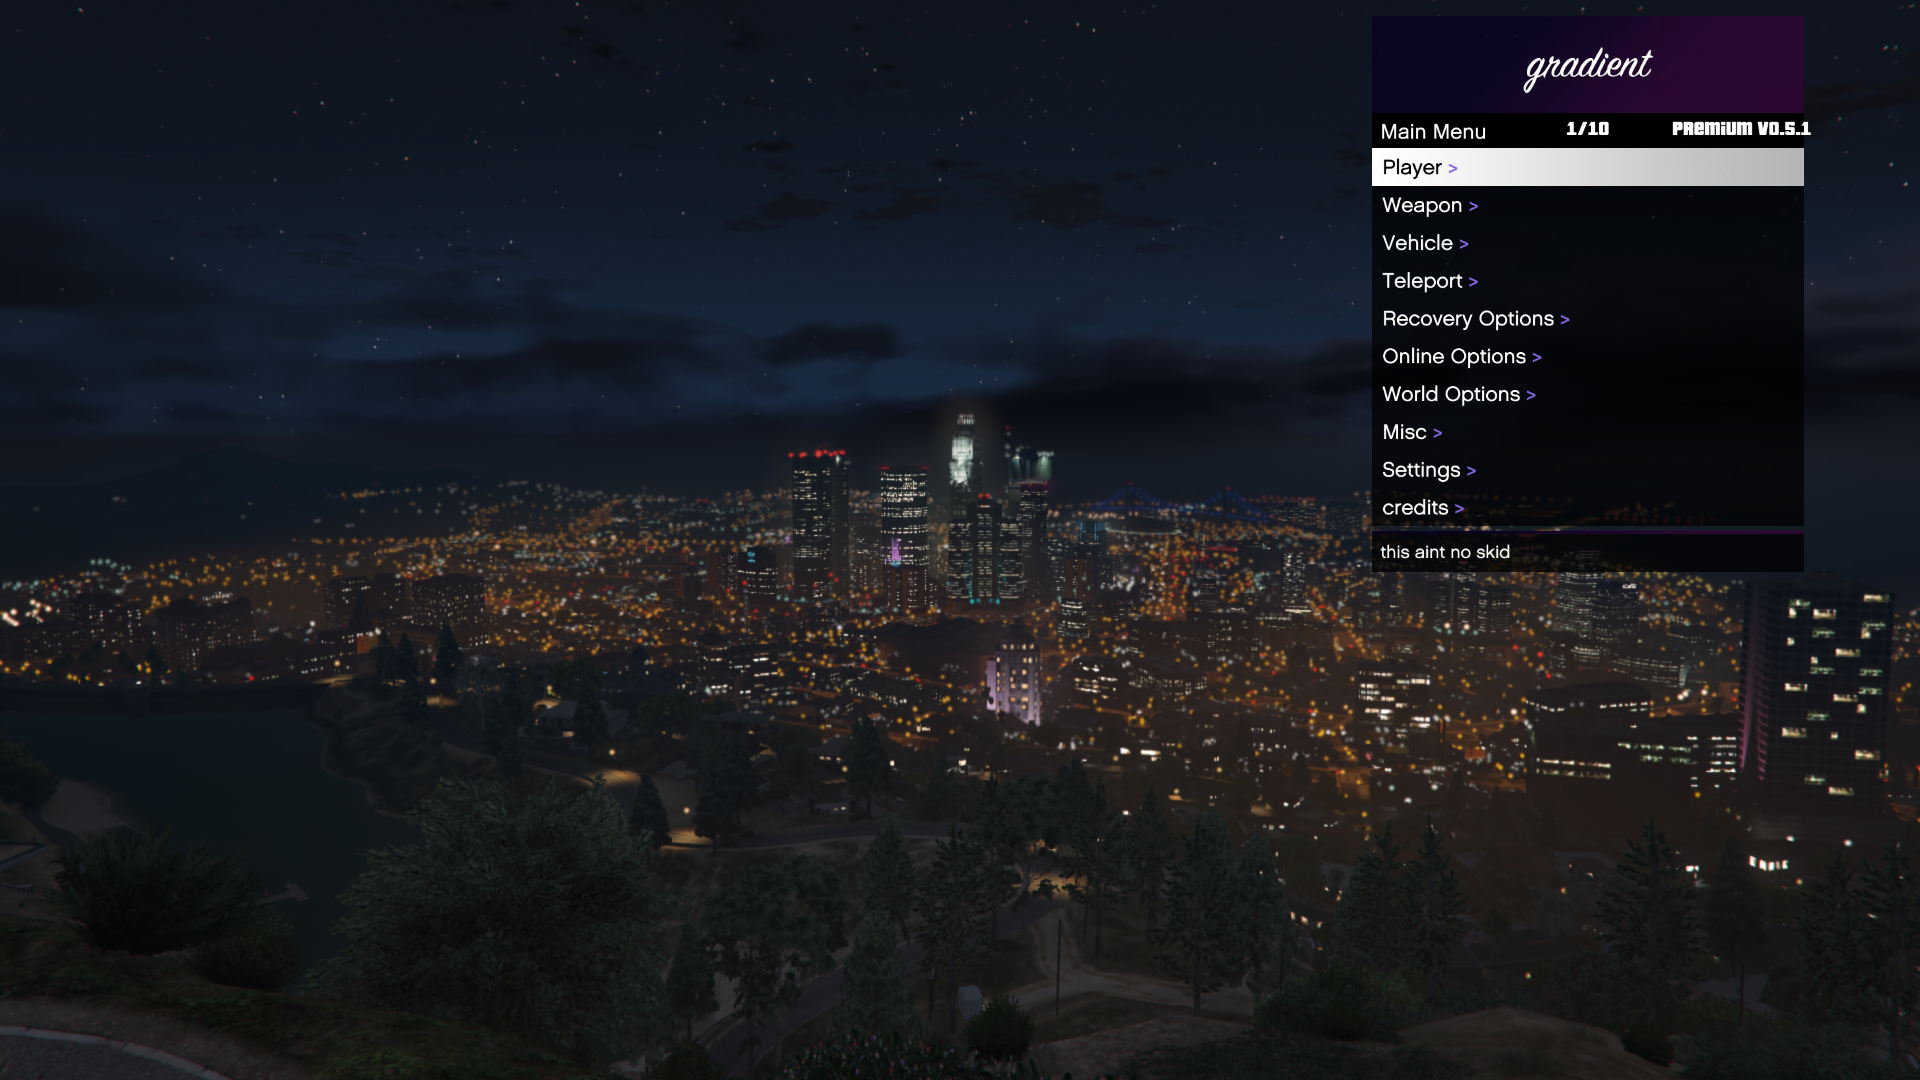 gradient
Main Menu 1/10 Premium V0.5.1
Player >
Weapon >
Vehicle >
Teleport >
Recovery Options >
Online Options >
World Options >
Misc >
Settings >
credits >
this aint no skid